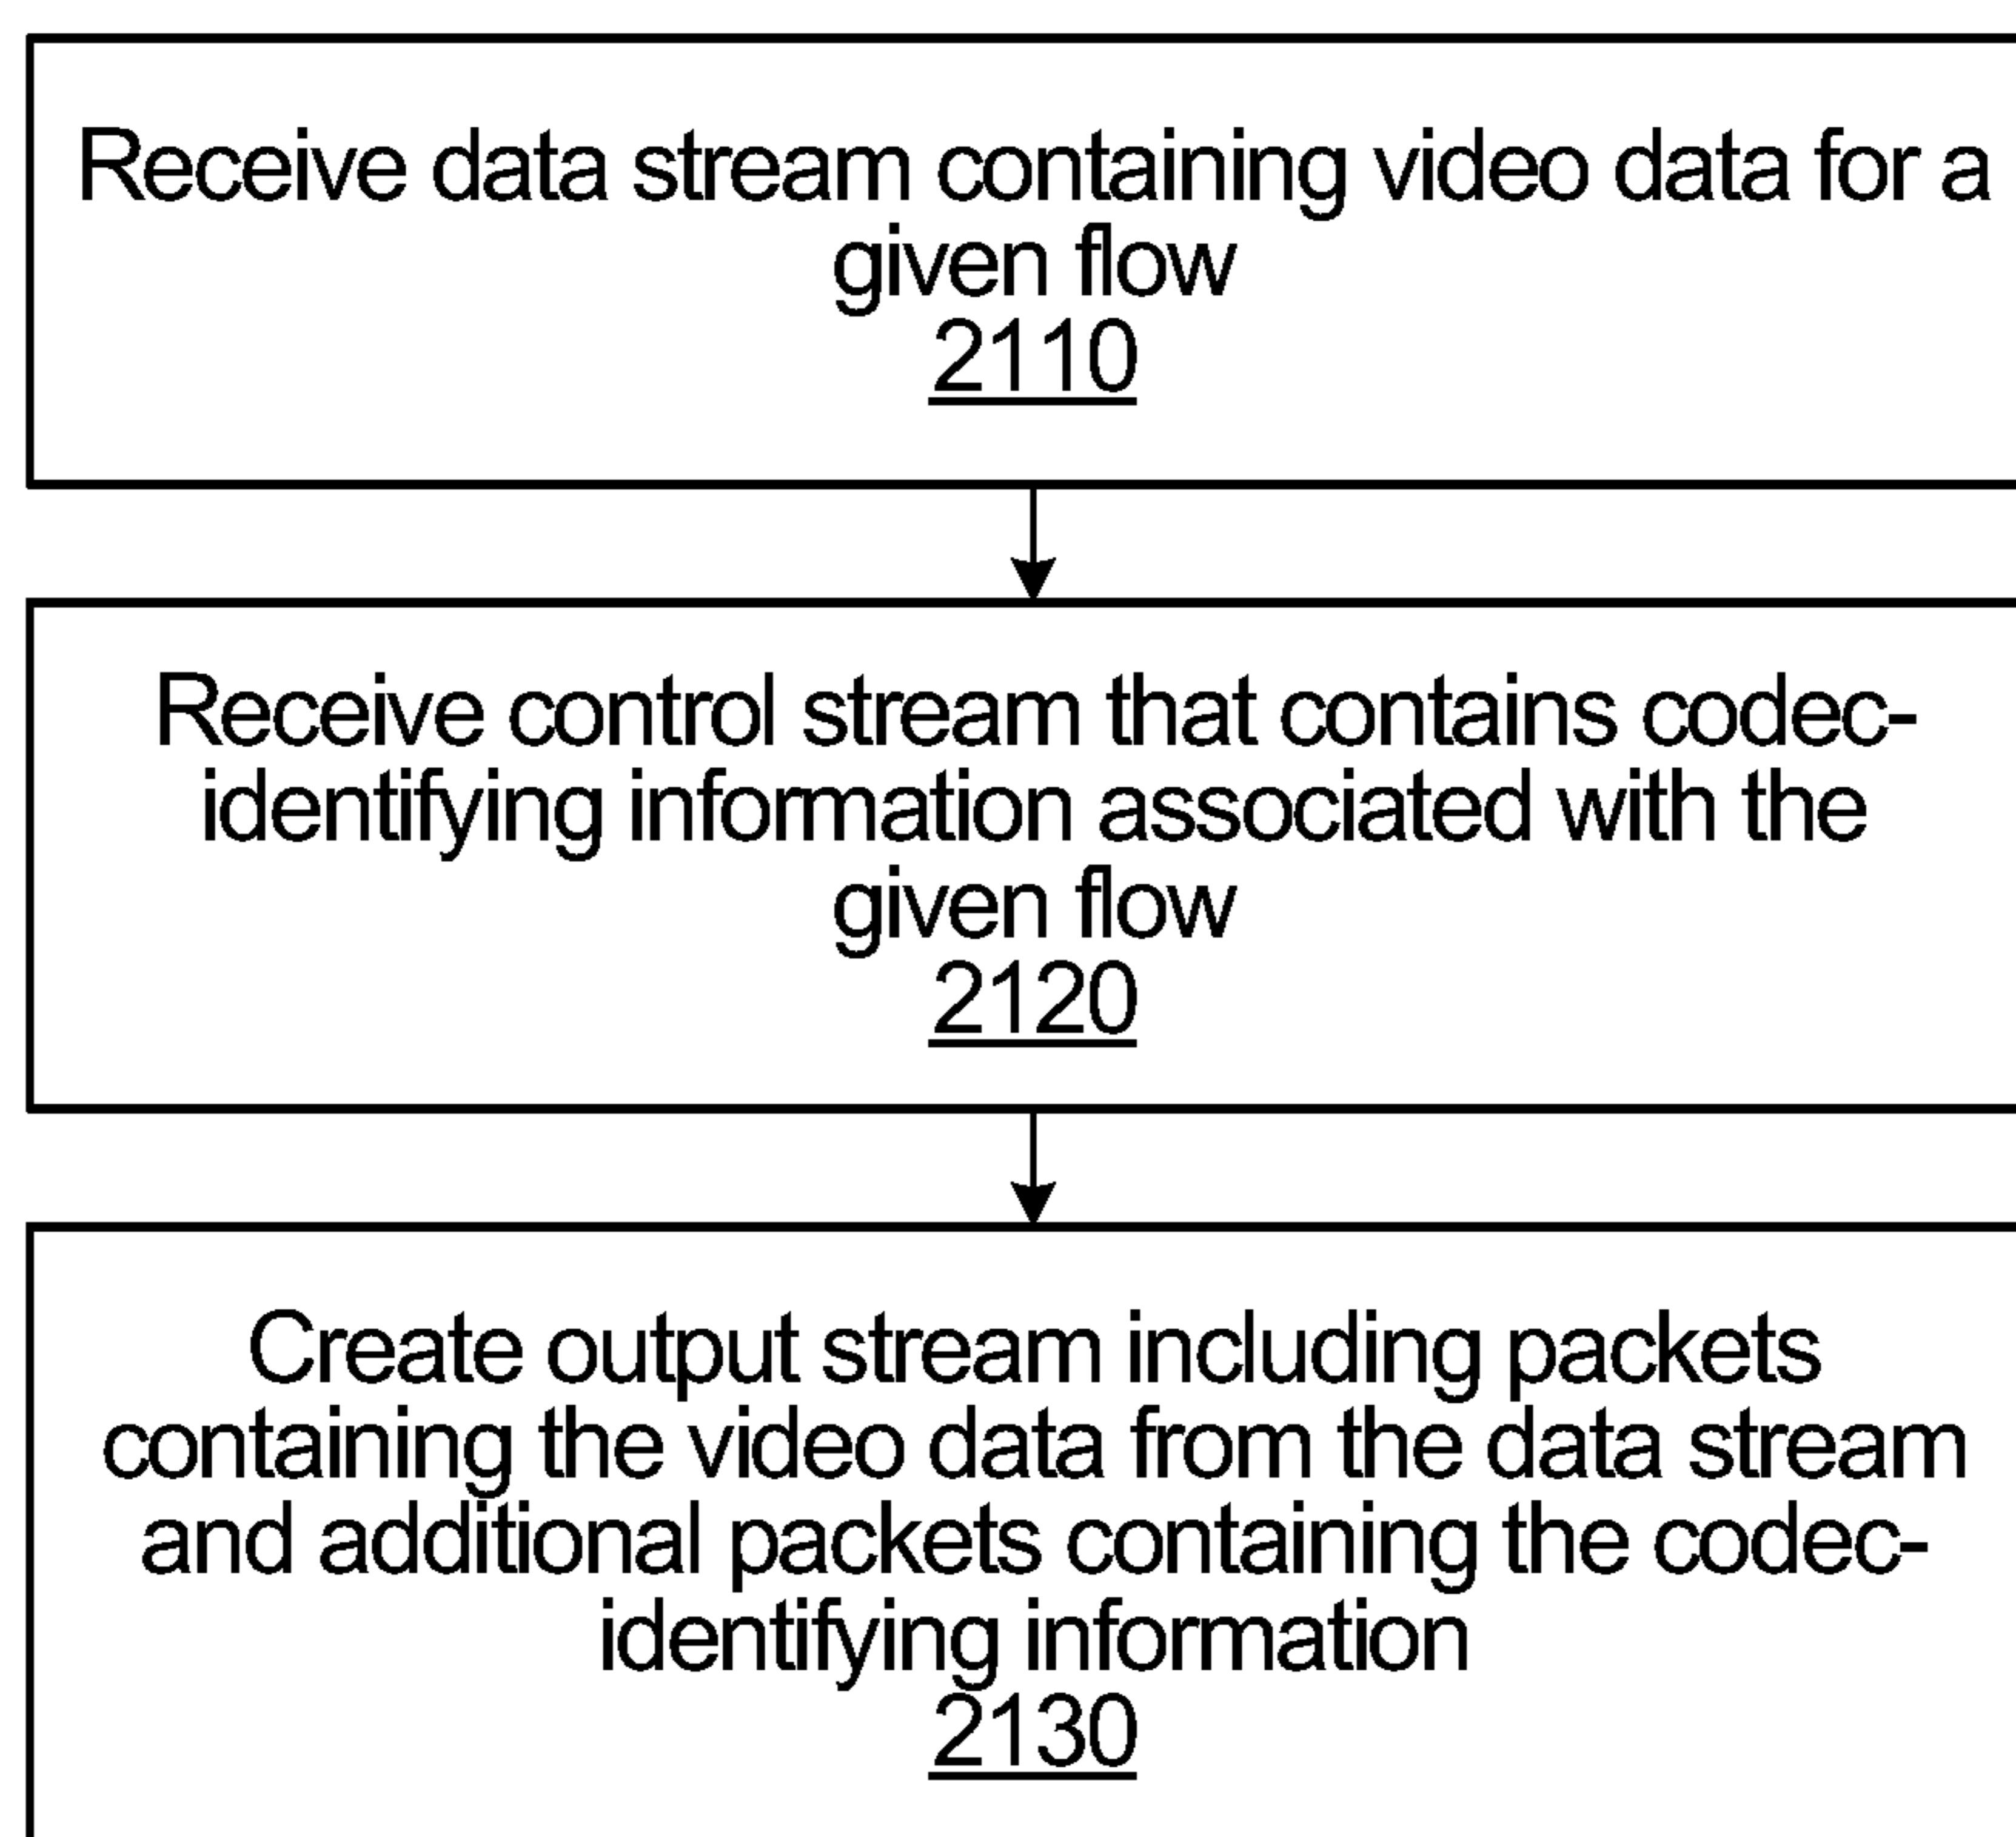 Receive data stream containing video data for a
given flow
2110
Receive control stream that contains codec-
identifying information associated with the
given flow
2120
Create output stream including packets
containing the video data from the data stream
and additional packets containing the codec-
identifying information
2130